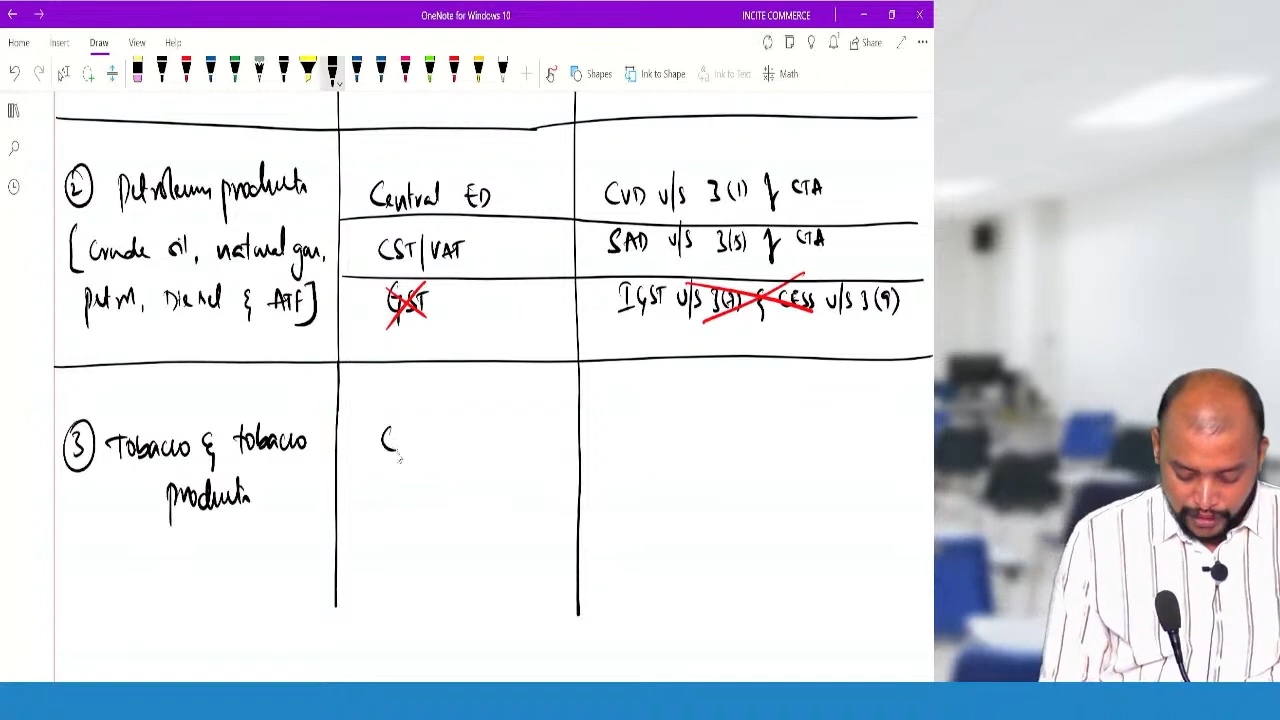 OneNote for Windows 10
INCITE COMMERCE
Home Insert Draw View Help
Share
Shapes Ink to Shape Ink to Text Math
② Petroleum products
[Crude oil, natural gas,
petrol, Diesel & ATF]
Central ED
CVD u/s 3(1) of CTA
CST/VAT
SAD u/s 3(5) of CTA
GST
IGST u/s 3(7) & CESS u/s 3(9)
③ Tobacco & tobacco
products
C